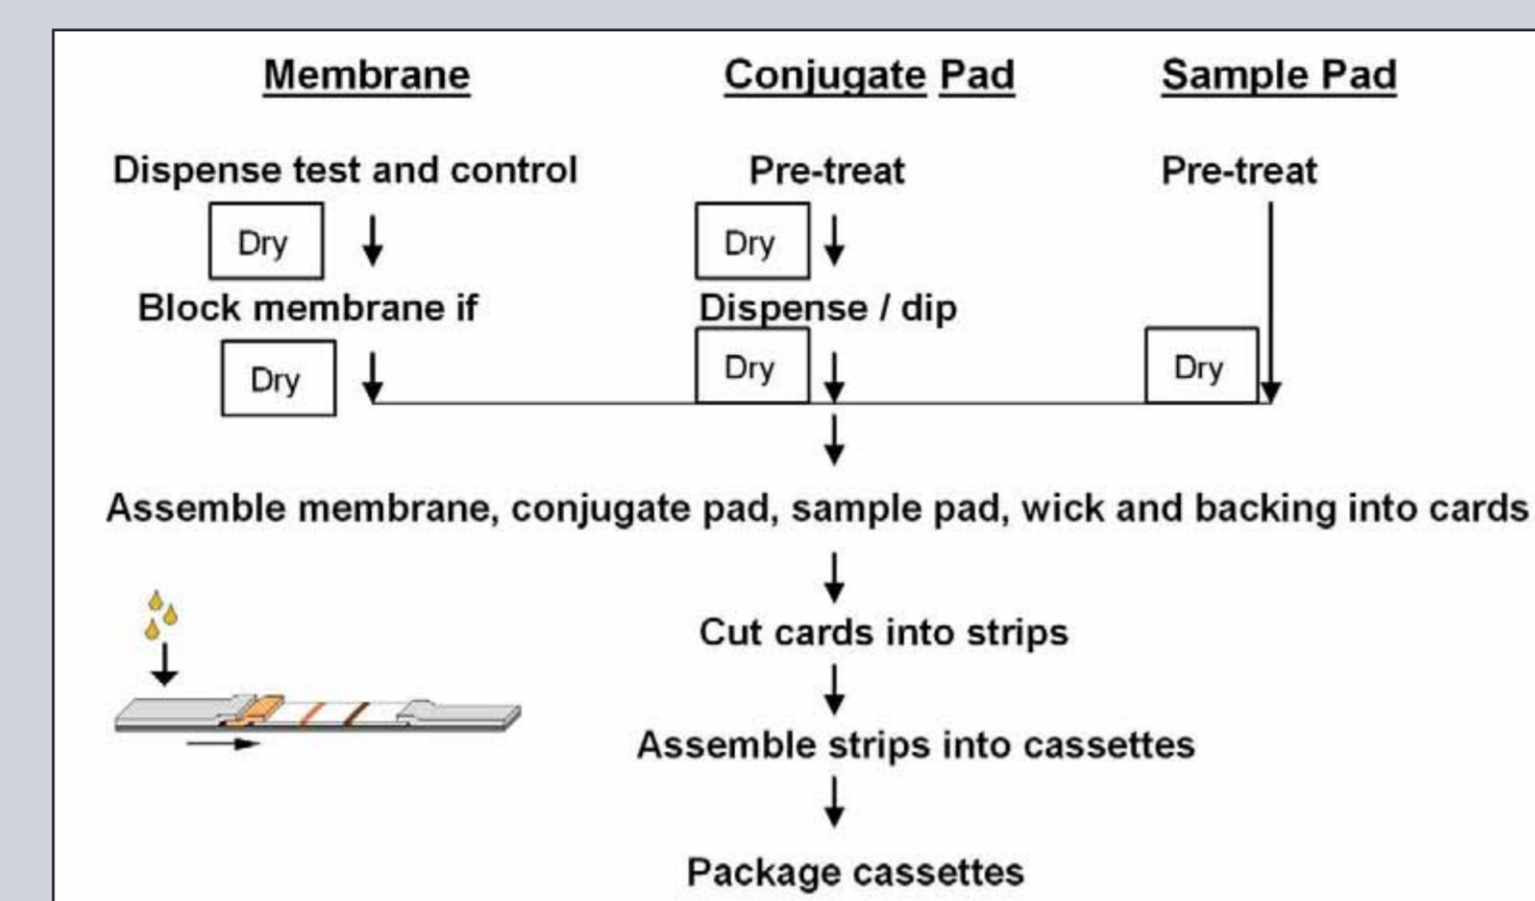 Membrane
Conjugate Pad
Sample Pad
Dispense test and control
Pre-treat
Pre-treat
Dry
Dry
Block membrane if
Dispense / dip
Dry
Dry
Dry
Assemble membrane, conjugate pad, sample pad, wick and backing into cards
Cut cards into strips
Assemble strips into cassettes
Package cassettes